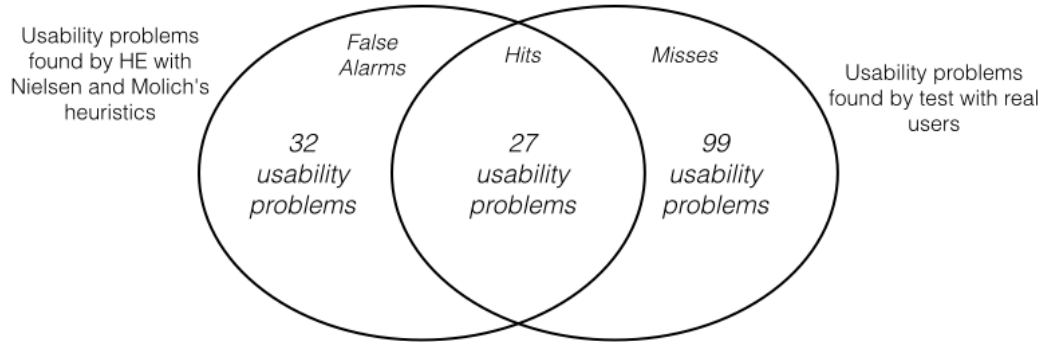 Usability problems
found by HE with
Nielsen and Molich's
heuristics
False
Alarms
Hits
Misses
Usability problems
found by test with real
users
32
usability
problems
27
usability
problems
99
usability
problems